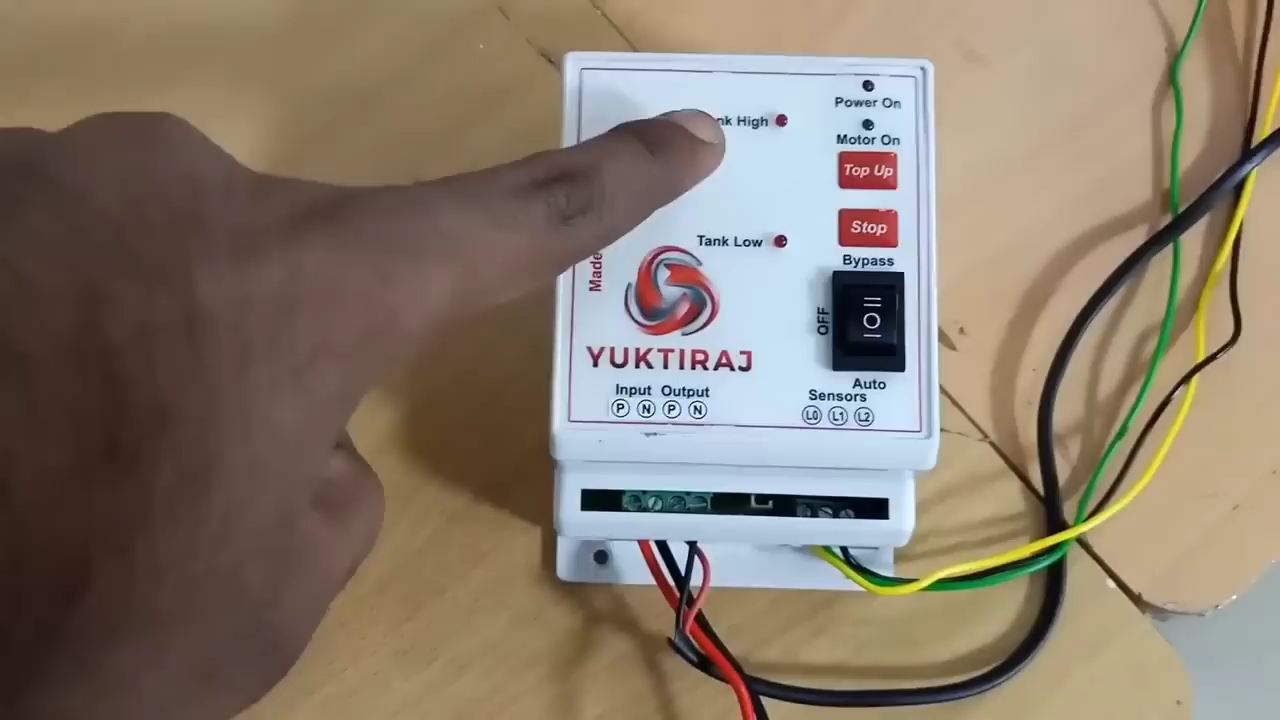 High
Power On
Motor On
Top Up
Stop
Tank Low
Made
Bypass
OFF
YUKTIRAJ
Auto
Input Output
P N P N
Sensors
L0 L1 L2